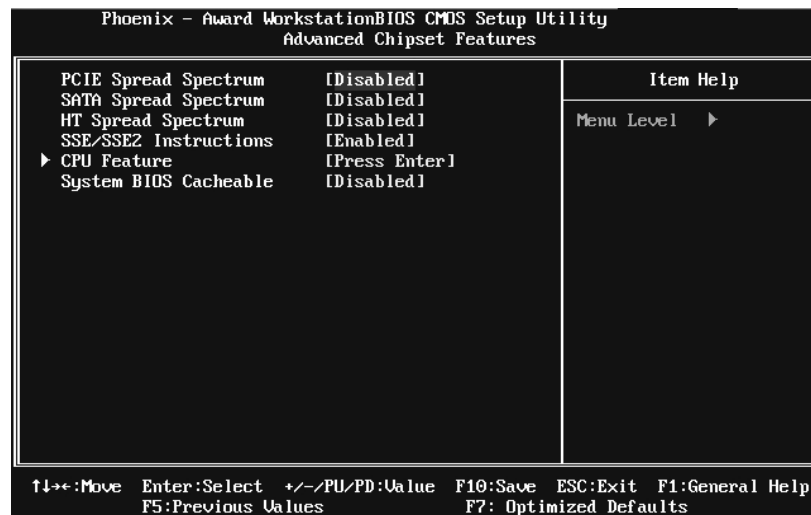 Phoenix - Award WorkstationBIOS CMOS Setup Utility
Advanced Chipset Features
PCIE Spread Spectrum [Disabled]
SATA Spread Spectrum [Disabled]
HT Spread Spectrum [Disabled]
SSE/SSE2 Instructions [Enabled]
▶ CPU Feature [Press Enter]
System BIOS Cacheable [Disabled]
Item Help
Menu Level ▶
↑↓→←:Move Enter:Select +/-/PU/PD:Value F10:Save ESC:Exit F1:General Help
F5:Previous Values F7: Optimized Defaults